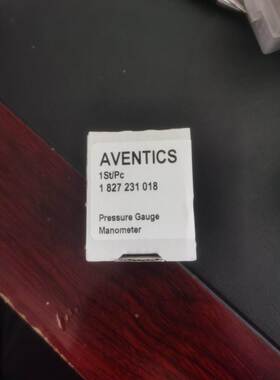 AVENTICS
1St/Pc
1 827 231 018
Pressure Gauge
Manometer